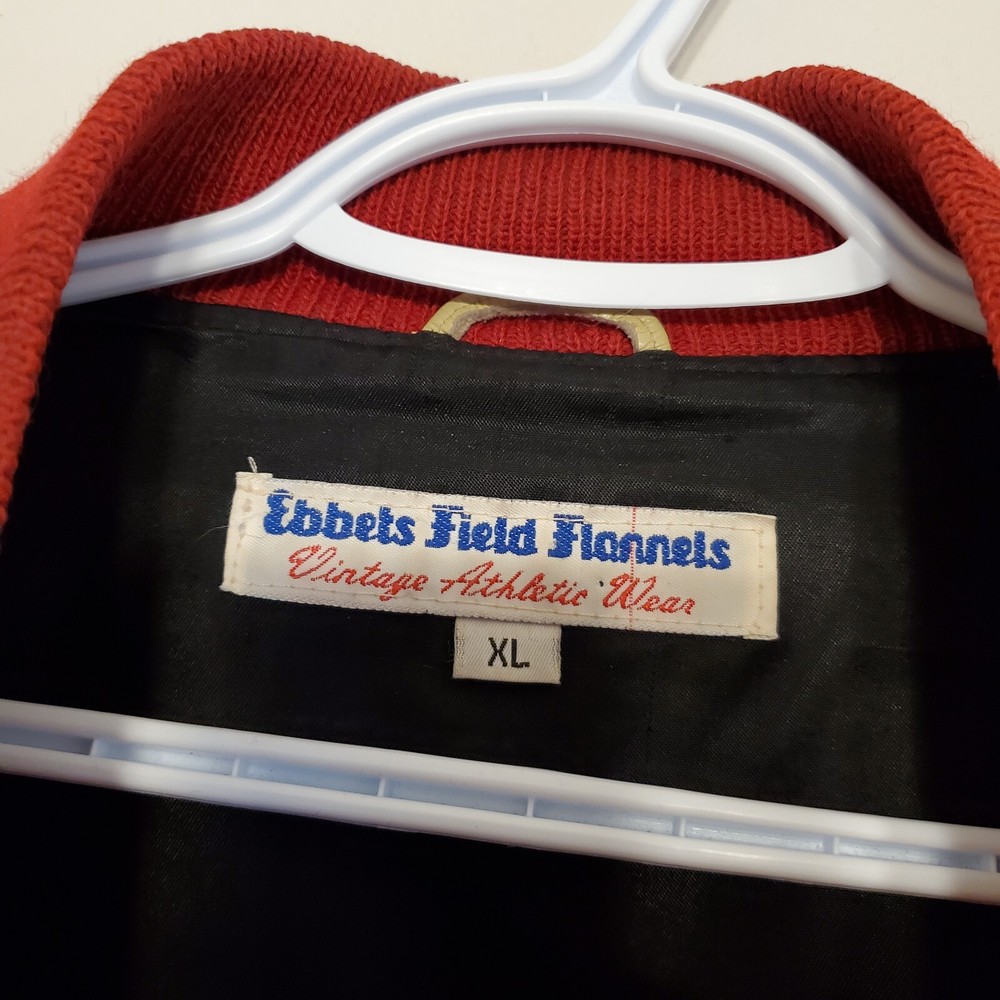 Ebbets Field Flannels
Vintage Athletic Wear
XL